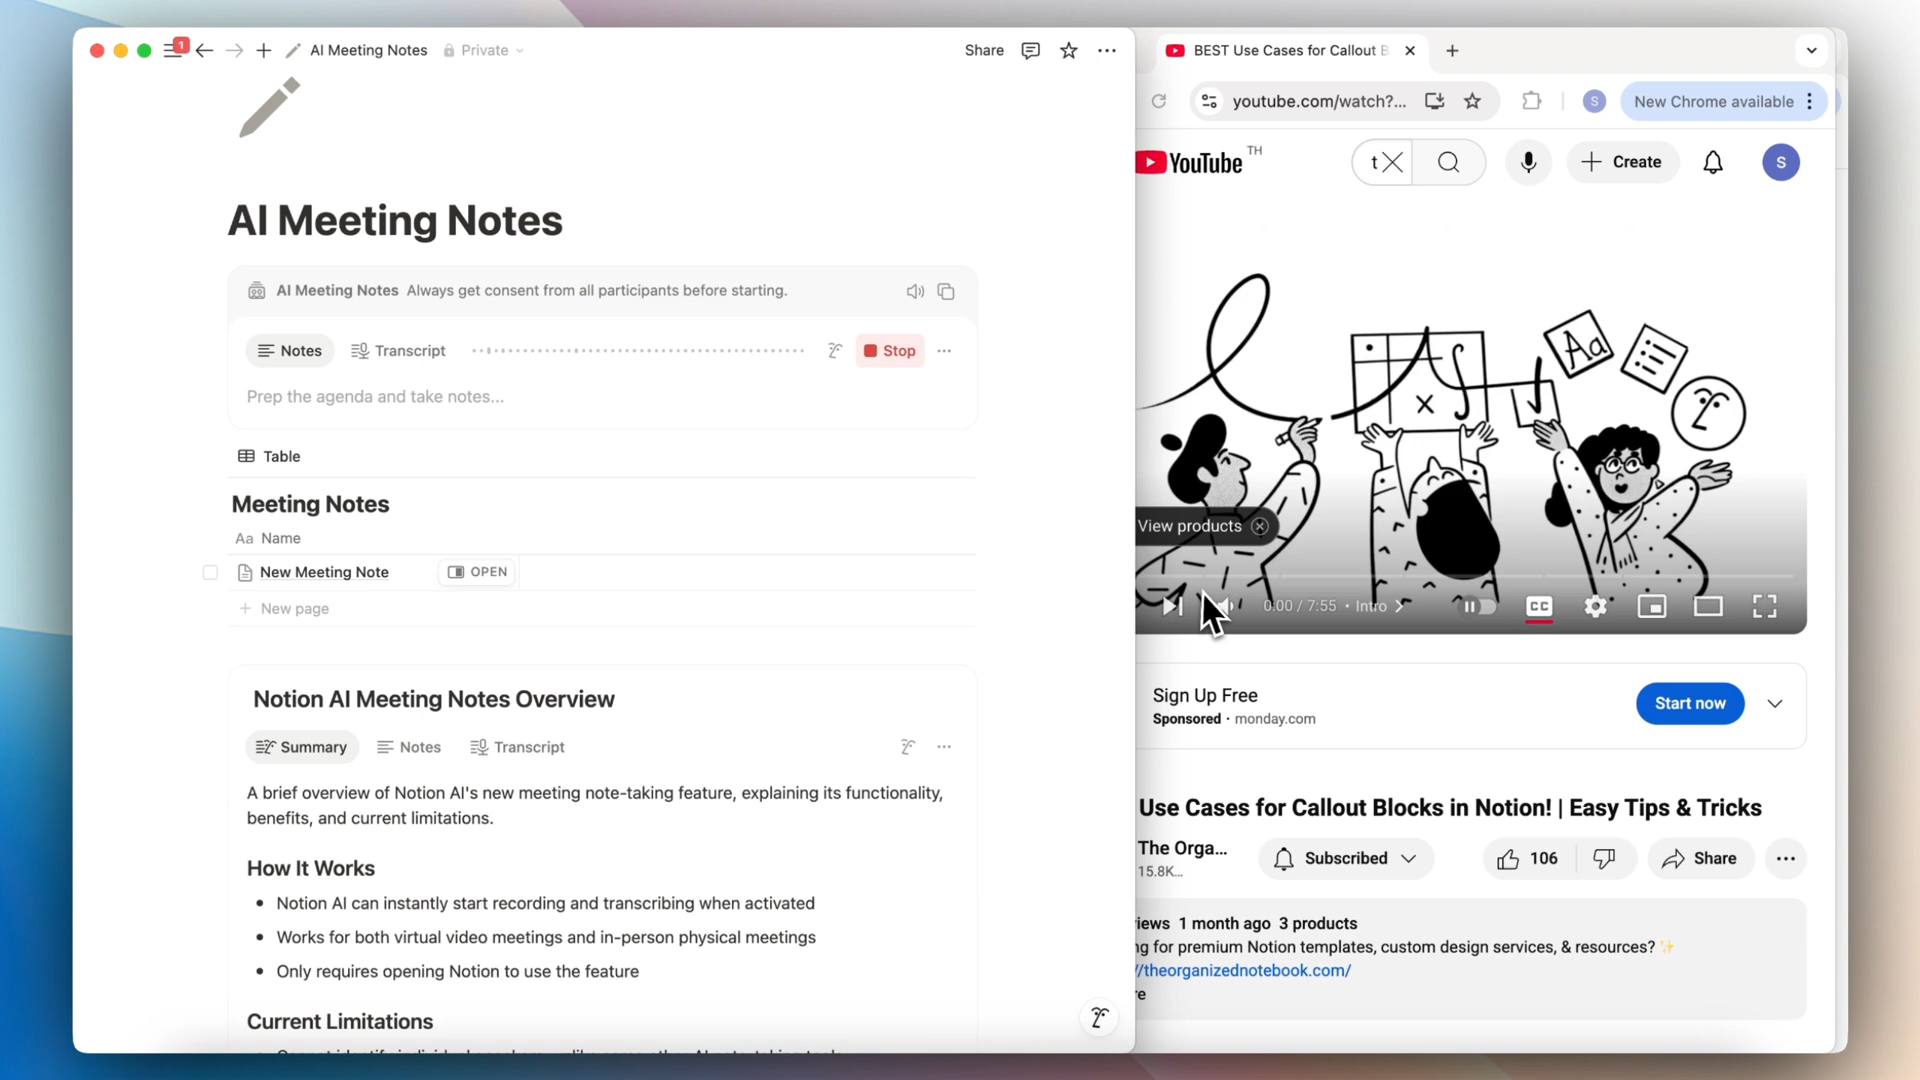 1
AI Meeting Notes
Private
Share
AI Meeting Notes
AI Meeting Notes Always get consent from all participants before starting.
Notes
Transcript
Stop
Prep the agenda and take notes...
Table
Meeting Notes
Aa Name
New Meeting Note
OPEN
+ New page
Notion AI Meeting Notes Overview
Summary
Notes
Transcript
A brief overview of Notion AI's new meeting note-taking feature, explaining its functionality,
benefits, and current limitations.
How It Works
• Notion AI can instantly start recording and transcribing when activated
• Works for both virtual video meetings and in-person physical meetings
• Only requires opening Notion to use the feature
Current Limitations
BEST Use Cases for Callout B
youtube.com/watch?...
S
New Chrome available
YouTube TH
t
Create
S
Aa
View products
0:00 / 7:55 • Intro
CC
Sign Up Free
Sponsored • monday.com
Start now
Use Cases for Callout Blocks in Notion! | Easy Tips & Tricks
The Orga...
15.8K...
Subscribed
106
Share
iews 1 month ago 3 products
ng for premium Notion templates, custom design services, & resources? ✨
//theorganizednotebook.com/
re